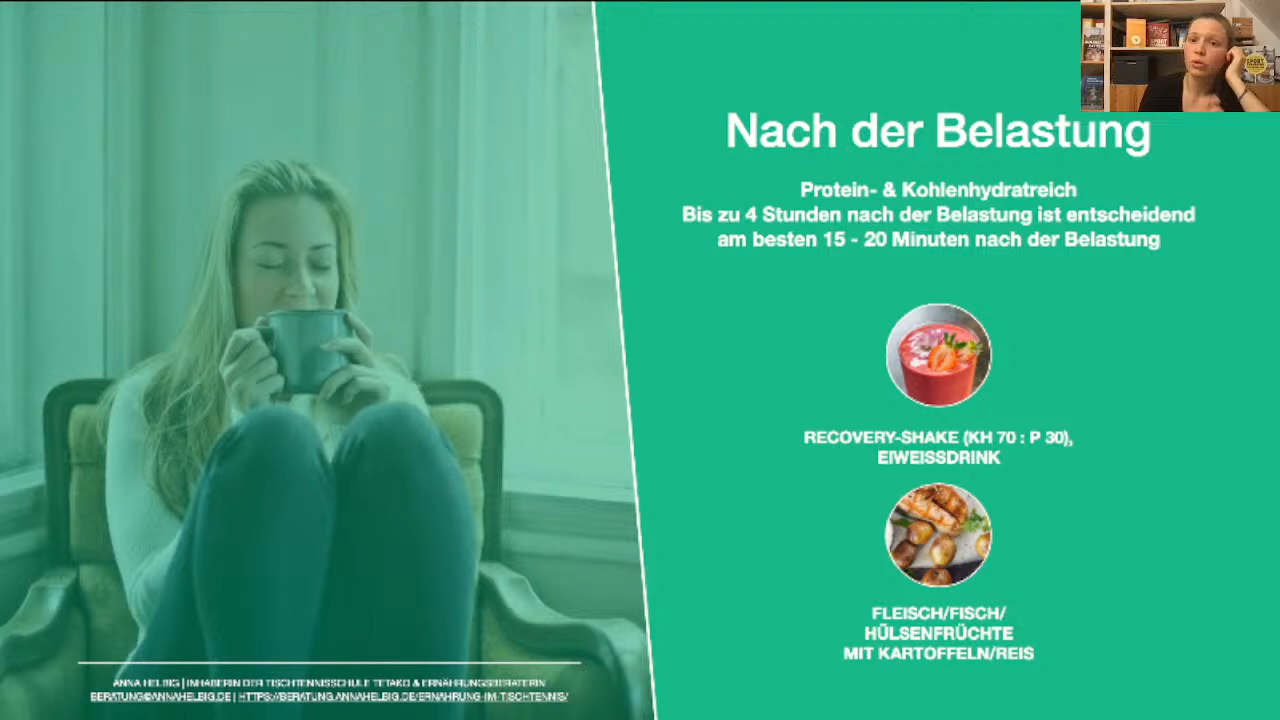 Nach der Belastung
Protein- & Kohlenhydratreich
Bis zu 4 Stunden nach der Belastung ist entscheidend
am besten 15 - 20 Minuten nach der Belastung
RECOVERY-SHAKE (KH 70 : P 30),
EIWEISSDRINK
FLEISCH/FISCH/
HÜLSENFRÜCHTE
MIT KARTOFFELN/REIS
ANNA HELBIG | INHABERIN DER TISCHTENNISSCHULE TETAKO & ERNÄHRUNGSBERATERIN
BERATUNG@ANNAHELBIG.DE | HTTPS://BERATUNG.ANNAHELBIG.DE/ERNAHRUNG-IM-TISCHTENNIS/